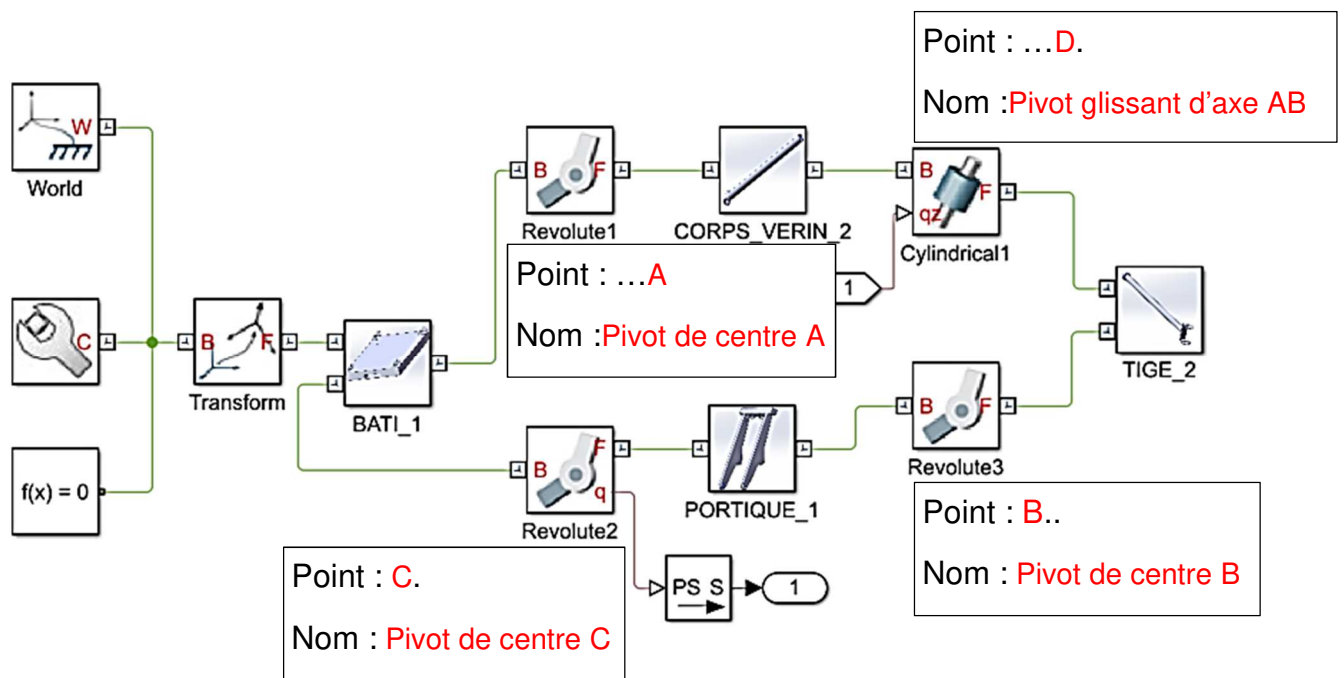 Point : …D.
Nom :Pivot glissant d'axe AB
W
World
B
F
Revolute1
CORPS_VERIN_2
B
qz
F
Cylindrical1
Point : …A
Nom :Pivot de centre A
1
C
B
F
Transform
BATI_1
TIGE_2
f(x) = 0
B
F
q
Revolute2
PORTIQUE_1
B
F
Revolute3
Point : B..
Nom : Pivot de centre B
Point : C.
Nom : Pivot de centre C
PS S
1